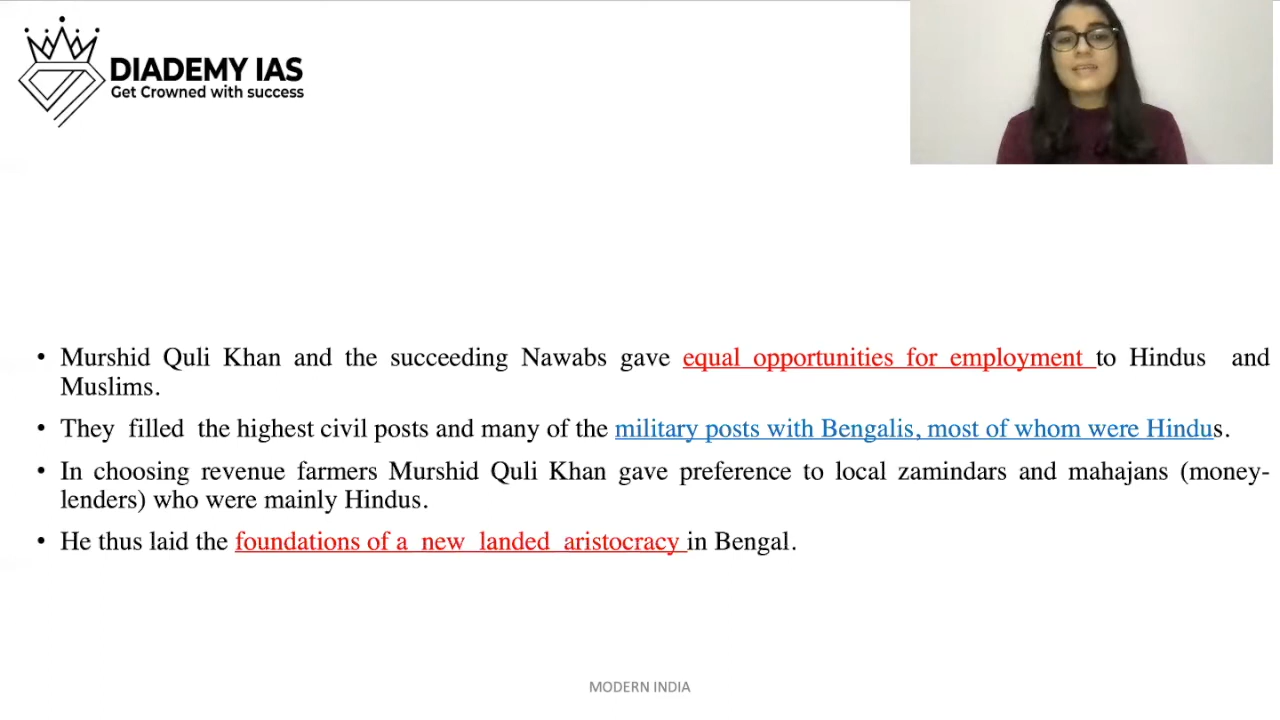 DIADEMY IAS
Get Crowned with success
• Murshid Quli Khan and the succeeding Nawabs gave equal opportunities for employment to Hindus and
Muslims.
• They filled the highest civil posts and many of the military posts with Bengalis, most of whom were Hindus.
• In choosing revenue farmers Murshid Quli Khan gave preference to local zamindars and mahajans (money-
lenders) who were mainly Hindus.
• He thus laid the foundations of a new landed aristocracy in Bengal.
MODERN INDIA